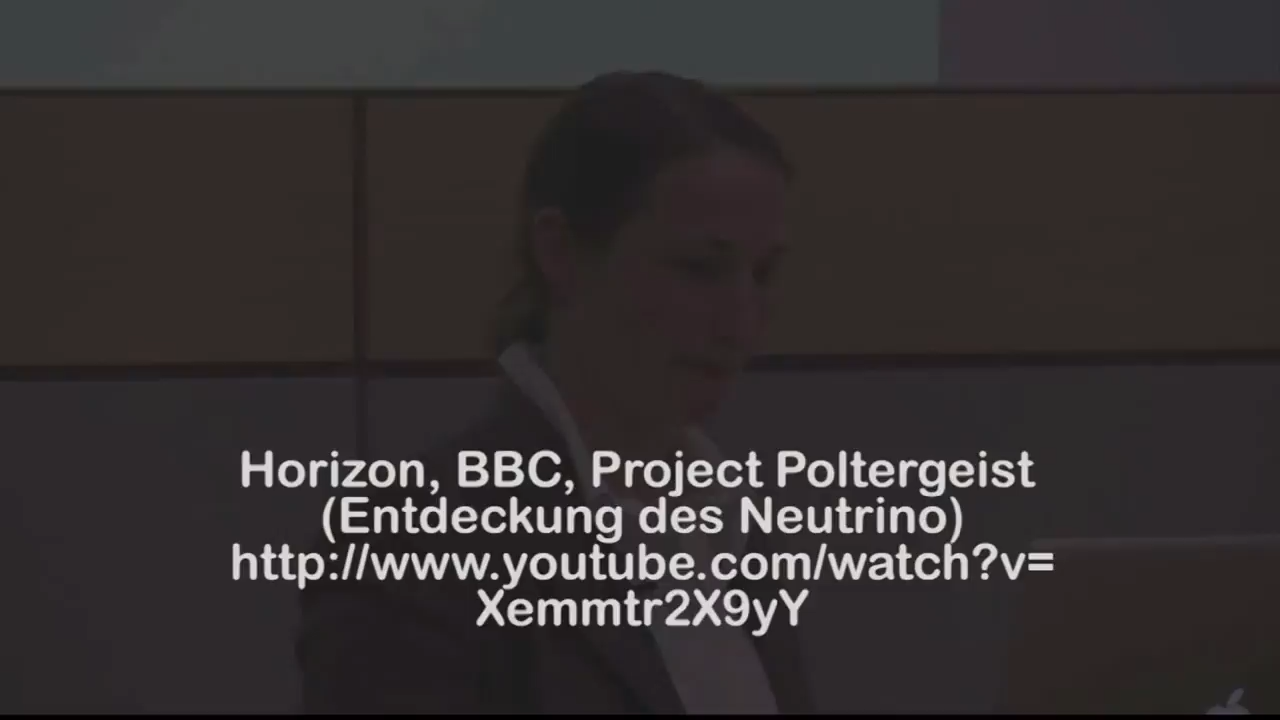 Horizon, BBC, Project Poltergeist
(Entdeckung des Neutrino)
http://www.youtube.com/watch?v=
Xemmtr2X9yY